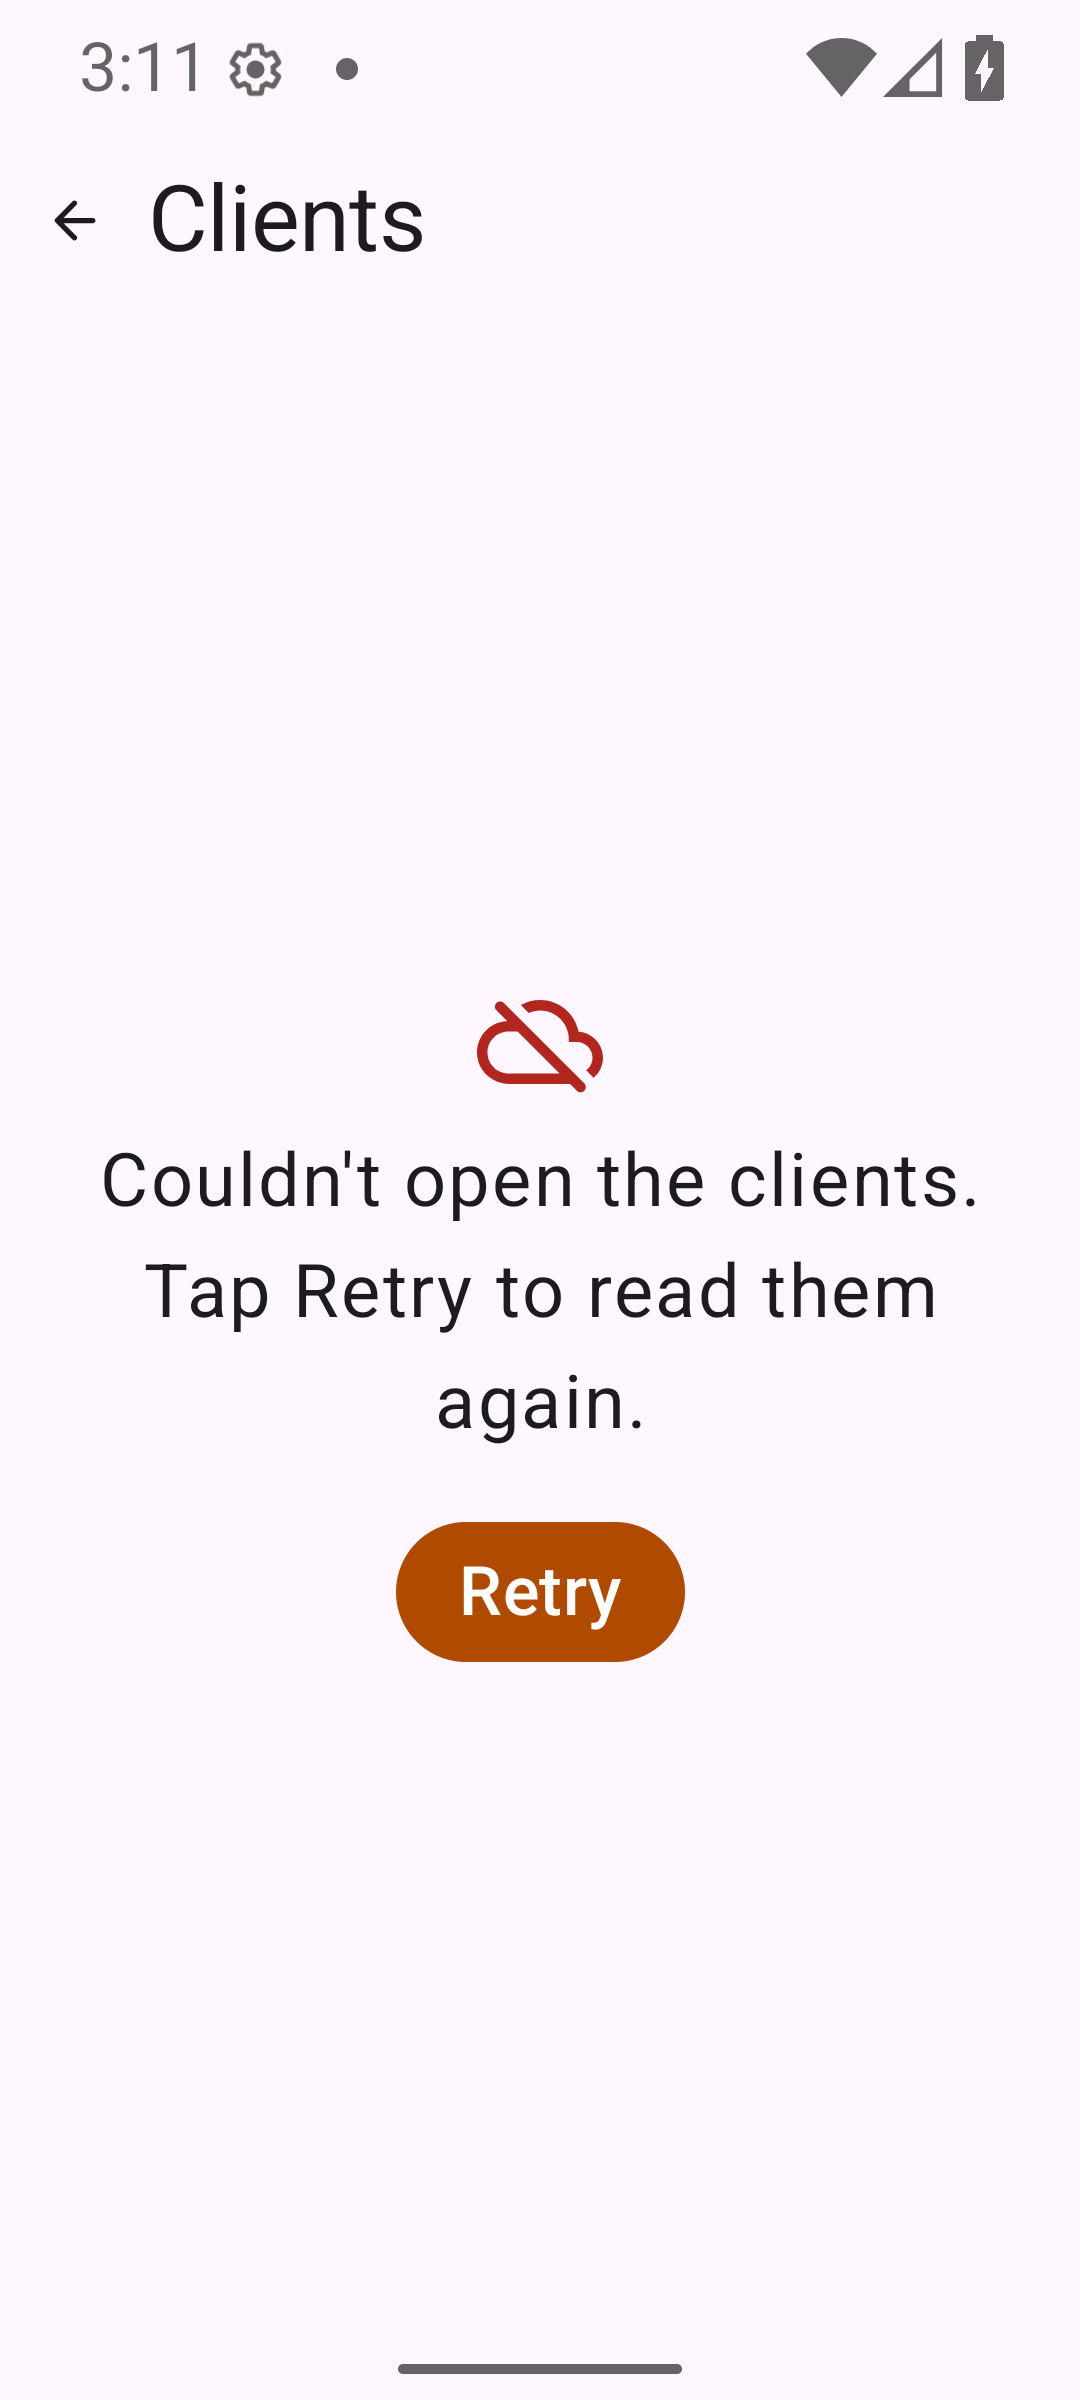 3:11
Clients
Couldn't open the clients.
Tap Retry to read them
again.
Retry